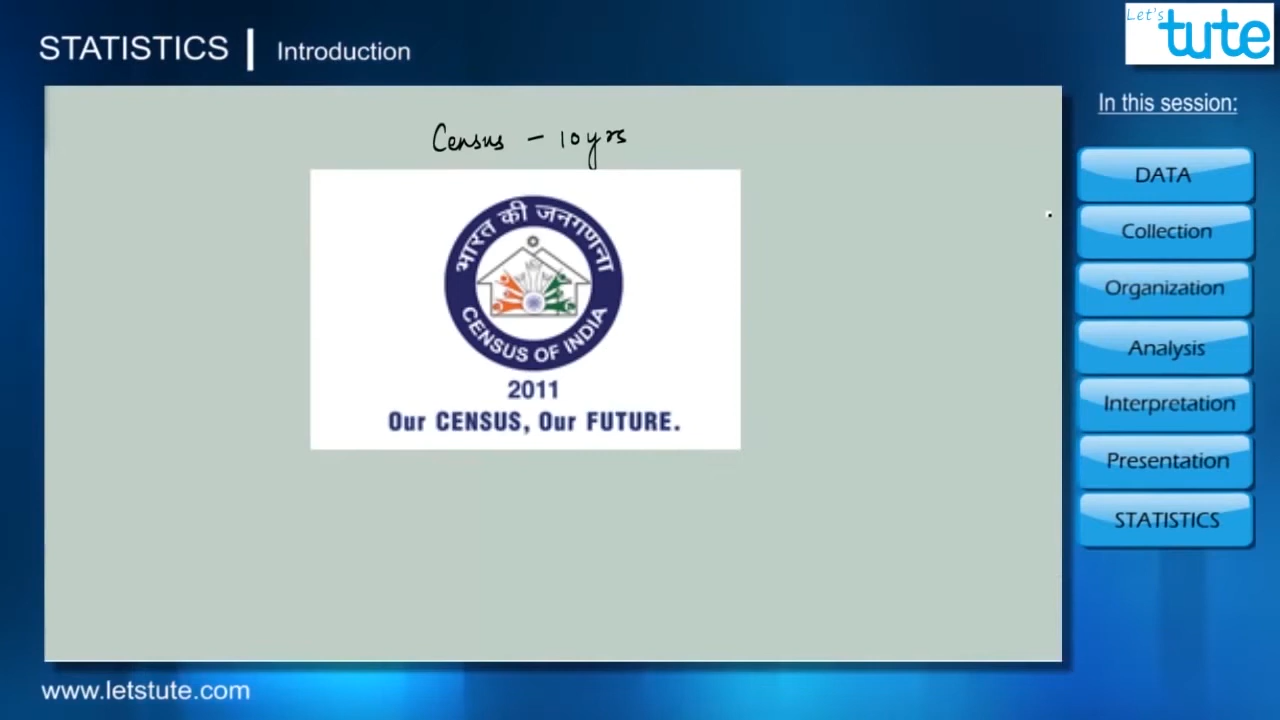 STATISTICS | Introduction
Let's
tute
In this session:
Census - 10 yrs
भारत की जनगणना
CENSUS OF INDIA
2011
Our CENSUS, Our FUTURE.
DATA
Collection
Organization
Analysis
Interpretation
Presentation
STATISTICS
www.letstute.com